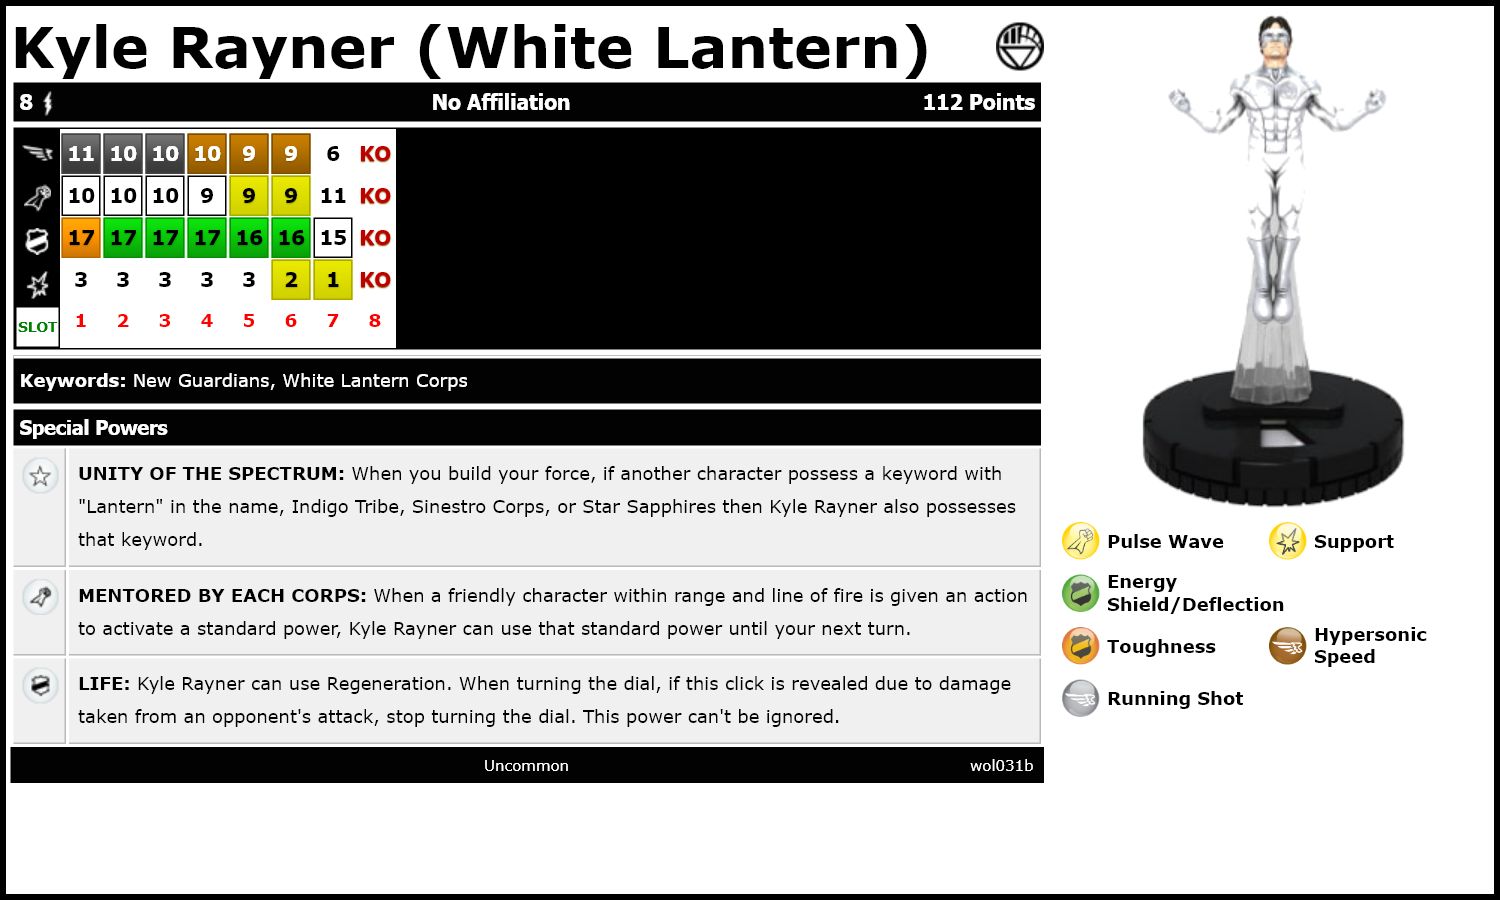 Kyle Rayner (White Lantern)
8 No Affiliation 112 Points
11 10 10 10 9 9 6 KO
10 10 10 9 9 9 11 KO
17 17 17 17 16 16 15 KO
3 3 3 3 3 2 1 KO
SLOT 1 2 3 4 5 6 7 8
Keywords: New Guardians, White Lantern Corps
Special Powers
UNITY OF THE SPECTRUM: When you build your force, if another character possess a keyword with
"Lantern" in the name, Indigo Tribe, Sinestro Corps, or Star Sapphires then Kyle Rayner also possesses
that keyword.
MENTORED BY EACH CORPS: When a friendly character within range and line of fire is given an action
to activate a standard power, Kyle Rayner can use that standard power until your next turn.
LIFE: Kyle Rayner can use Regeneration. When turning the dial, if this click is revealed due to damage
taken from an opponent's attack, stop turning the dial. This power can't be ignored.
Uncommon wol031b
Pulse Wave Support
Energy
Shield/Deflection
Toughness
Hypersonic
Speed
Running Shot